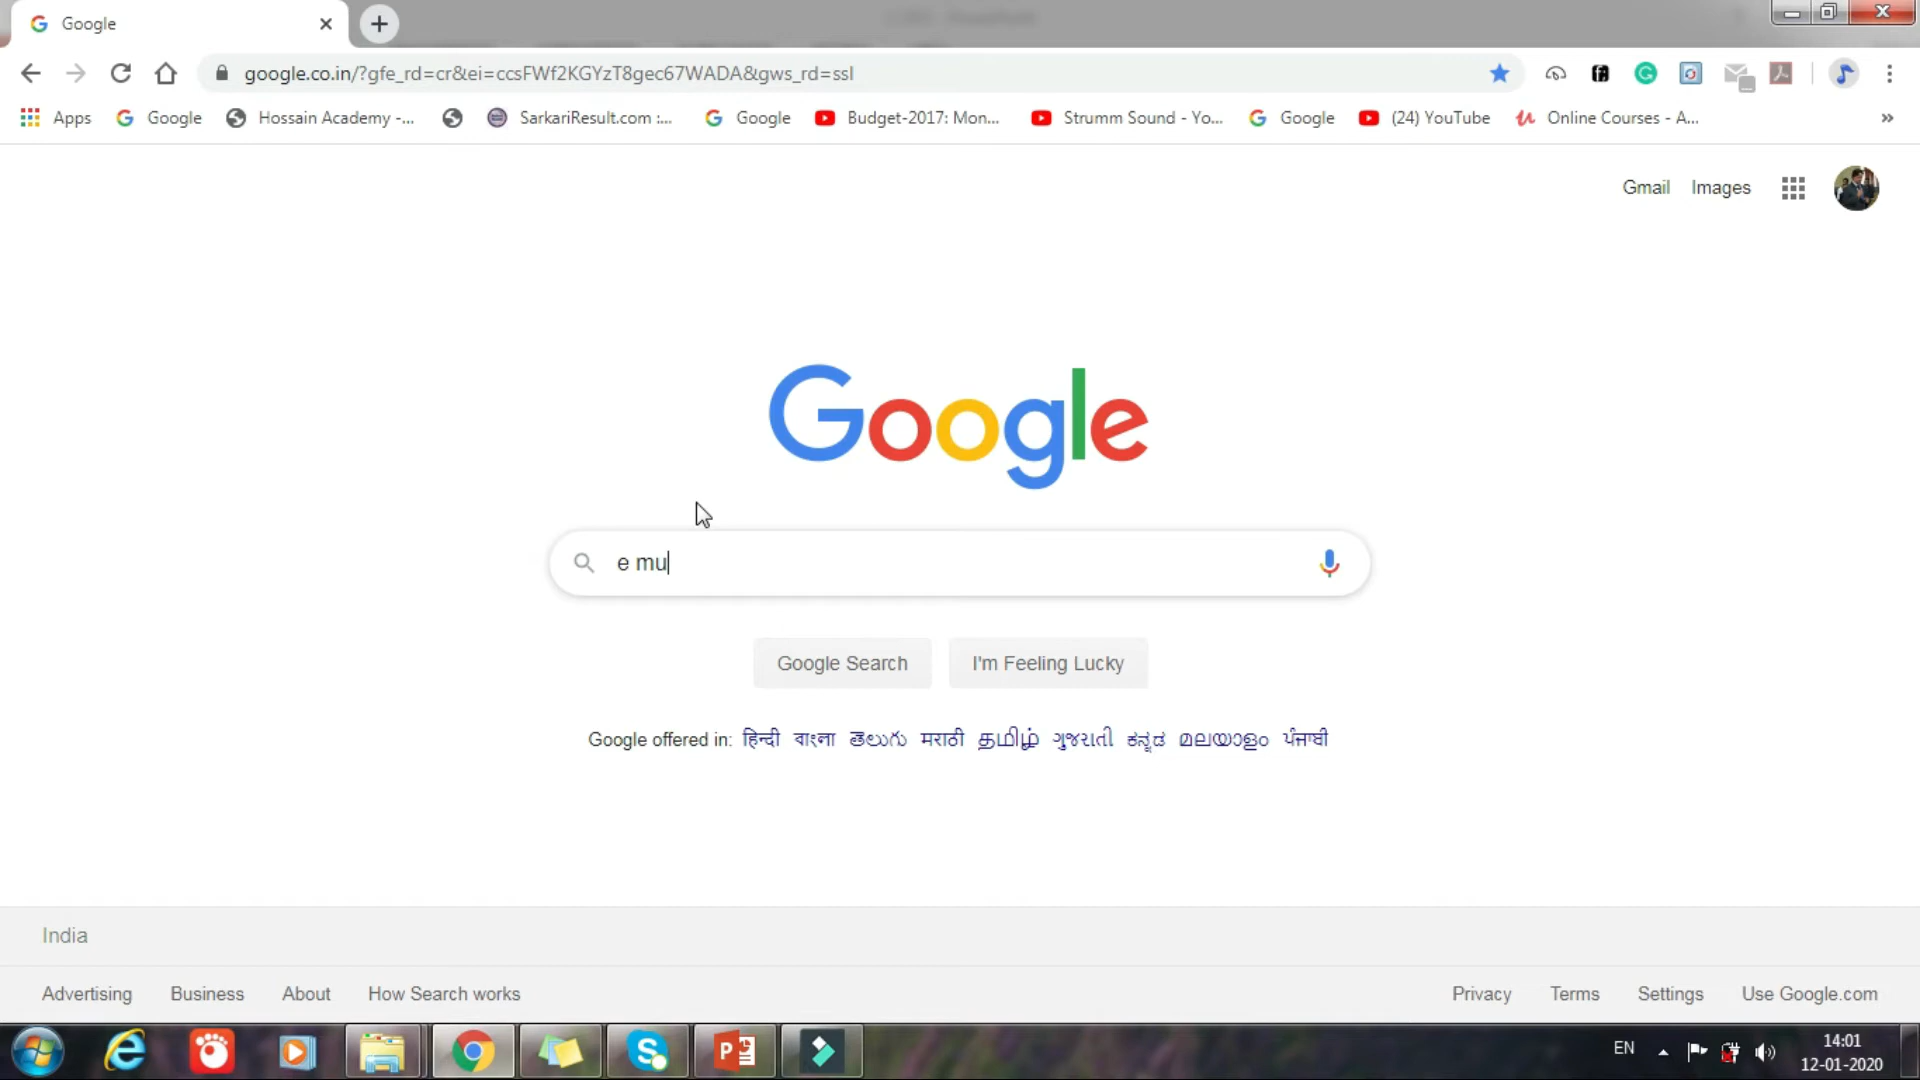 Google
google.co.in/?gfe_rd=cr&ei=ccsFWf2KGYzT8gec67WADA&gws_rd=ssl
Apps Google Hossain Academy -... SarkariResult.com :... Google Budget-2017: Mon... Strumm Sound - Yo... Google (24) YouTube Online Courses - A... »
Gmail Images
Google
e mu
Google Search I'm Feeling Lucky
Google offered in: हिन्दी বাংলা తెలుగు मराठी தமிழ் ગુજરાતી ಕನ್ನಡ മലയാളം ਪੰਜਾਬੀ
India
Advertising Business About How Search works Privacy Terms Settings Use Google.com
EN 14:01
12-01-2020